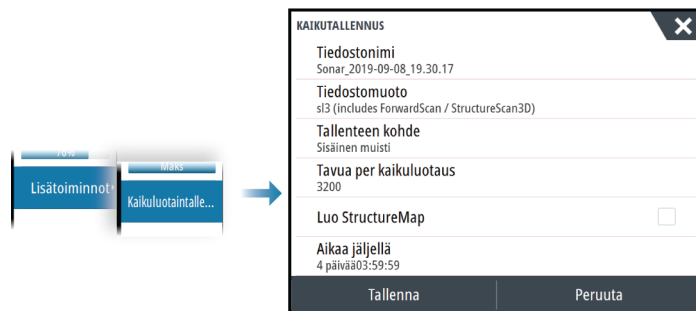 70%
Lisätoiminnot
Maks
Kaikuluotaintalle...
KAIKUTALLENNUS
Tiedostonimi
Sonar_2019-09-08_19.30.17
Tiedostomuoto
sl3 (includes ForwardScan / StructureScan3D)
Tallenteen kohde
Sisäinen muisti
Tavua per kaikuluotaus
3200
Luo StructureMap
Aikaa jäljellä
4 päivää03:59:59
Tallenna
Peruuta